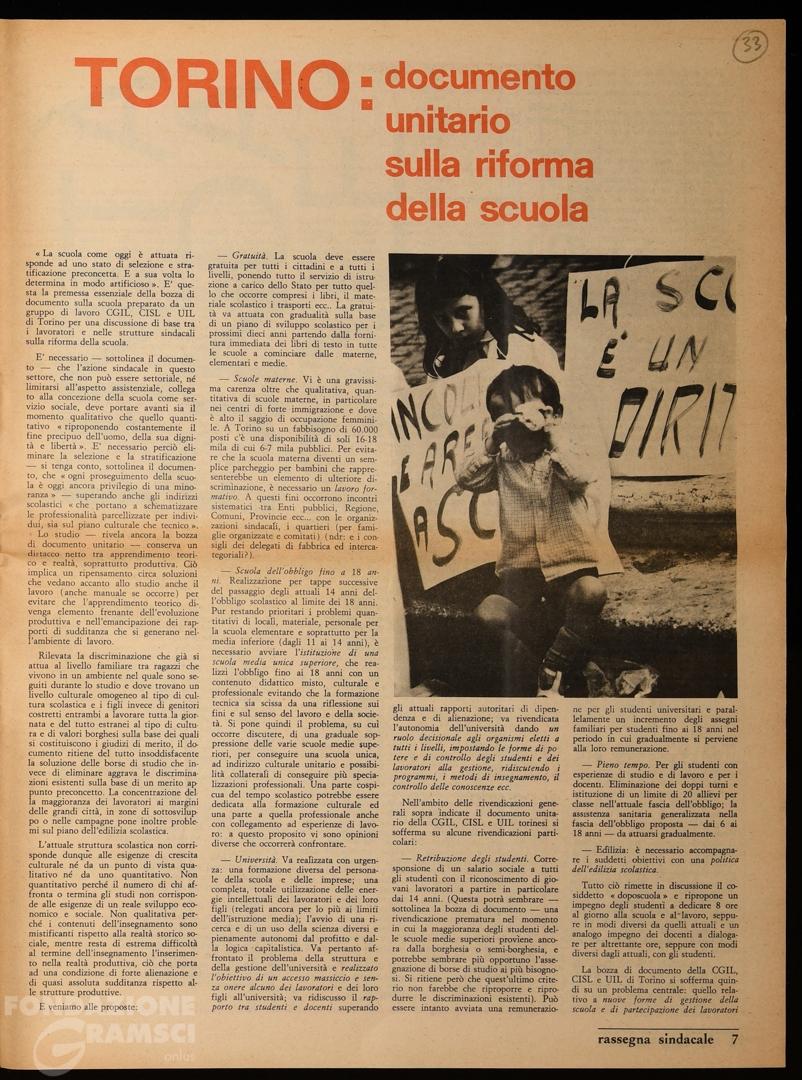 33
TORINO:
documento
unitario
sulla riforma
della scuola
« La scuola come oggi è attuata ri-
sponde ad uno stato di selezione e stra-
tificazione preconcetta. E a sua volta lo
determina in modo artificioso ». E' que-
sta la premessa essenziale della bozza di
documento sulla scuola preparato da un
gruppo di lavoro CGIL, CISL e UIL
di Torino per una discussione di base tra
i lavoratori e nelle strutture sindacali
sulla riforma della scuola.
E' necessario — sottolinea il documen-
to — che l'azione sindacale in questo
settore, che non può essere settoriale, né
limitarsi all'aspetto assistenziale, collega
to alla concezione della scuola come ser-
vizio sociale, deve portare avanti sia il
momento qualitativo che quello quanti-
tativo « riproponendo costantemente il
fine precipuo dell'uomo, della sua digni-
tà e libertà ». E' necessario perciò eli-
minare la selezione e la stratificazione
— si tenga conto, sottolinea il documen-
to, che « ogni proseguimento della scuo-
la è oggi ancora privilegio di una mino-
ranza » — superando anche gli indirizzi
scolastici « che portano a schematizzare
le professionalità parcellizzate per indivi-
dui, sia sul piano culturale che tecnico ».
Lo studio — rivela ancora la bozza
di documento unitario — conserva un
distacco netto tra apprendimento teori-
co e realtà, soprattutto produttiva. Ciò
implica un ripensamento circa soluzioni
che vedano accanto allo studio anche il
lavoro (anche manuale se occorre) per
evitare che l'apprendimento teorico di-
venga elemento frenante dell'evoluzione
produttiva e nell'emancipazione dei rap-
porti di sudditanza che si generano nel-
l'ambiente di lavoro.
Rilevata la discriminazione che già si
attua al livello familiare tra ragazzi che
vivono in un ambiente nel quale sono se-
guiti durante lo studio e dove trovano un
livello culturale omogeneo al tipo di cul-
tura scolastica e i figli invece di genitori
costretti entrambi a lavorare tutta la gior-
nata e del tutto estranei al tipo di cultu-
ra e di valori borghesi sulla base dei quali
si costituiscono i giudizi di merito, il do-
cumento ritiene del tutto insoddisfacente
la soluzione delle borse di studio che in-
vece di eliminare aggrava le discrimina-
zioni esistenti sulla base di un merito ap-
punto preconcetto. La concentrazione del
la maggioranza dei lavoratori ai margini
delle grandi città, in zone di sottosvilup-
po o nelle campagne pone inoltre proble-
mi sul piano dell'edilizia scolastica.
L'attuale struttura scolastica non corri-
sponde dunque alle esigenze di crescita
culturale né da un punto di vista qua-
litativo né da uno quantitativo. Non
quantitativo perché il numero di chi af-
fronta o termina gli studi non corrispon-
de alle esigenze di un reale sviluppo eco-
nomico e sociale. Non qualitativo per-
ché i contenuti dell'insegnamento sono
mistificanti rispetto alla realtà storico so-
ciale, mentre resta di estrema difficoltà
al termine dell'insegnamento l'inserimen-
to nella realtà produttiva, ciò che porta
ad una condizione di forte alienazione e
di quasi assoluta sudditanza rispetto al-
le strutture produttive.
E veniamo alle proposte:
— Gratuità. La scuola deve essere
gratuita per tutti i cittadini e a tutti i
livelli, ponendo tutto il servizio di istru-
zione a carico dello Stato per tutto quel-
lo che occorre compresi i libri, il mate-
riale scolastico i trasporti ecc.. La gratui-
tà va attuata con gradualità sulla base
di un piano di sviluppo scolastico per i
prossimi dieci anni partendo dalla forni-
tura immediata dei libri di testo in tutte
le scuole a cominciare dalle materne,
elementari e medie.
— Scuole materne. Vi è una gravissi-
ma carenza oltre che qualitativa, quan-
titativa di scuole materne, in particolare
nei centri di forte immigrazione e dove
è alto il saggio di occupazione femmini-
le. A Torino su un fabbisogno di 60.000
posti c'è una disponibilità di soli 16-18
mila di cui 6-7 mila pubblici. Per evita-
re che la scuola materna diventi un sem-
plice parcheggio per bambini che rappre-
senterebbe un elemento di ulteriore di-
scriminazione, è necessario un lavoro for-
mativo. A questi fini occorrono incontri
sistematici tra Enti pubblici, Regione,
Comuni, Provincie ecc... con le organiz-
zazioni sindacali, i quartieri (per fami-
glie organizzate e comitati) (ndr: e i con-
sigli dei delegati di fabbrica ed interca-
tegoriali?).
— Scuola dell'obbligo fino a 18 an-
ni. Realizzazione per tappe successive
del passaggio degli attuali 14 anni del-
l'obbligo scolastico al limite dei 18 anni.
Pur restando prioritari i problemi quan-
titativi di locali, materiale, personale per
la scuola elementare e soprattutto per la
media inferiore (dagli 11 ai 14 anni), è
necessario avviare l'istituzione di una
scuola media unica superiore, che rea-
lizzi l'obbligo fino ai 18 anni con un
contenuto didattico misto, culturale e
professionale evitando che la formazione
tecnica sia scissa da una riflessione sui
fini e sul senso del lavoro e della socie-
tà. Si pone quindi il problema, su cui
occorre discutere, di una graduale sop-
pressione delle varie scuole medie supe-
riori, per conseguire una scuola unica,
ad indirizzo culturale unitario e possibi-
lità collaterali di conseguire più specia-
lizzazioni professionali. Una parte cospi-
cua del tempo scolastico potrebbe essere
dedicata alla formazione culturale ed
una parte a quella professionale anche
con collegamento ad esperienze di lavo-
ro: a questo proposito vi sono opinioni
diverse che occorrerà confrontare.
— Università. Va realizzata con urgen-
za: una formazione diversa del persona-
le della scuola e delle imprese; una
completa, totale utilizzazione delle ener-
gie intellettuali dei lavoratori e dei loro
figli (relegati ancora per lo più ai limiti
dell'istruzione media); l'avvio di una ri-
cerca e di un uso della scienza diversi e
pienamente autonomi dal profitto e dal-
la logica capitalistica. Va pertanto af-
frontato il problema della struttura e
della gestione dell'università e realizzato
l'obiettivo di un accesso massiccio e sen-
za onere alcuno dei lavoratori e dei loro
figli all'università; va ridiscusso il rap-
porto tra studenti e docenti superando
LA SCU
E' UN
DIRIT
gli attuali rapporti autoritari di dipen-
denza e di alienazione; va rivendicata
l'autonomia dell'università dando un
ruolo decisionale agli organismi eletti a
tutti i livelli, impostando le forme di po-
tere e di controllo degli studenti e dei
lavoratori alla gestione, ridiscutendo i
programmi, i metodi di insegnamento, il
controllo delle conoscenze ecc.
Nell'ambito delle rivendicazioni gene-
rali sopra indicate il documento unita-
rio della CGIL, CISL e UIL torinesi si
sofferma su alcune rivendicazioni parti-
colari:
— Retribuzione degli studenti. Corre-
sponsione di un salario sociale a tutti
gli studenti con il riconoscimento di gio-
vani lavoratori a partire in particolare
dai 14 anni. (Questa potrà sembrare —
sottolinea la bozza di documento — una
rivendicazione prematura nel momento
in cui la maggioranza degli studenti del-
le scuole medie superiori proviene anco-
ra dalla borghesia o semi-borghesia, e
potrebbe sembrare più opportuno l'asse-
gnazione di borse di studio ai più bisogno-
si. Si ritiene però che quest'ultimo crite-
rio non farebbe che riproporre e ripro-
durre le discriminazioni esistenti). Può
essere intanto avviata una remunerazio-
ne per gli studenti universitari e paral-
lelamente un incremento degli assegni
familiari per studenti fino ai 18 anni nel
periodo in cui gradualmente si perviene
alla loro remunerazione.
— Pieno tempo. Per gli studenti con
esperienze di studio e di lavoro e per i
docenti. Eliminazione dei doppi turni e
istituzione di un limite di 20 allievi per
classe nell'attuale fascia dell'obbligo; la
assistenza sanitaria generalizzata nella
fascia dell'obbligo proposta — dai 6 ai
18 anni — da attuarsi gradualmente.
— Edilizia: è necessario accompagna-
re i suddetti obiettivi con una politica
dell'edilizia scolastica.
Tutto ciò rimette in discussione il co-
siddetto « doposcuola » e ripropone un
impegno degli studenti a dedicare 8 ore
al giorno alla scuola e al lavoro, seppu-
re in modi diversi da quelli attuali e un
analogo impegno dei docenti a dialoga-
re per altrettante ore, seppure con modi
diversi dagli attuali, con gli studenti.
La bozza di documento della CGIL,
CISL e UIL di Torino si sofferma quin-
di su un problema centrale: quello rela-
tivo a nuove forme di gestione della
scuola e di partecipazione dei lavoratori
rassegna sindacale 7
FONDAZIONE
GRAMSCI
onlus